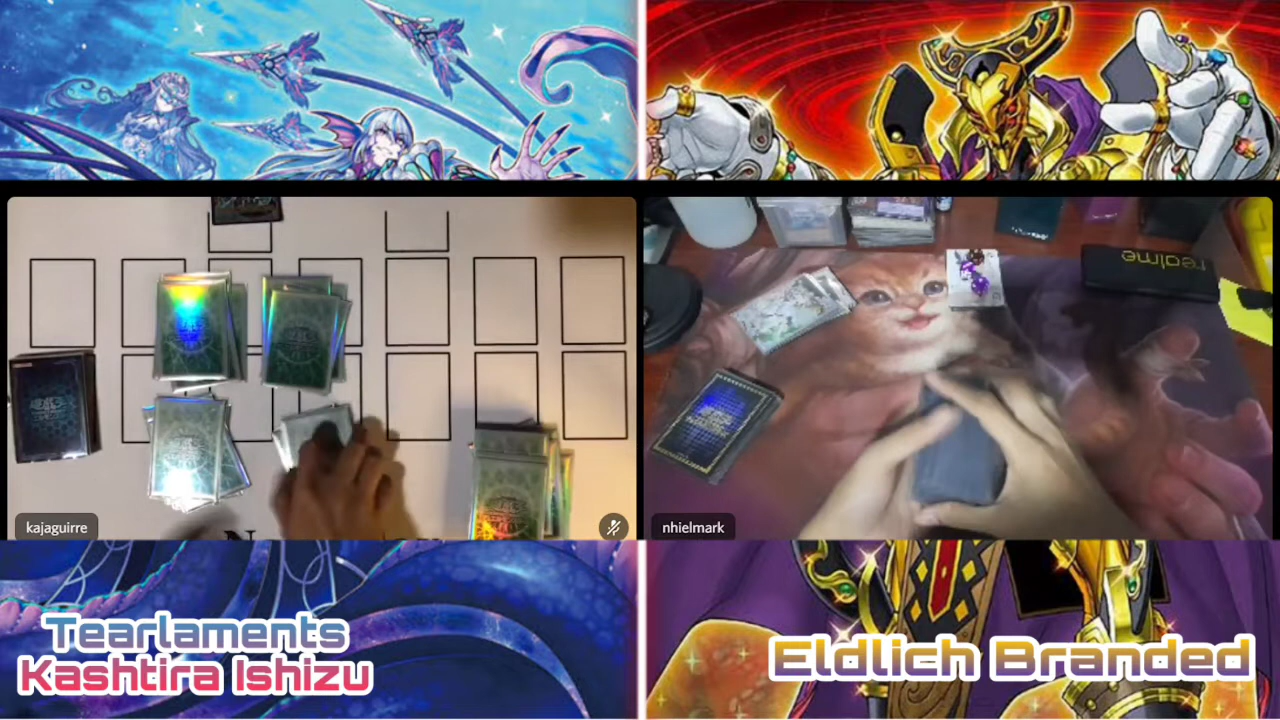 realme
kajaguirre
nhielmark
Tearlaments
Kashtira Ishizu
Eldlich Branded